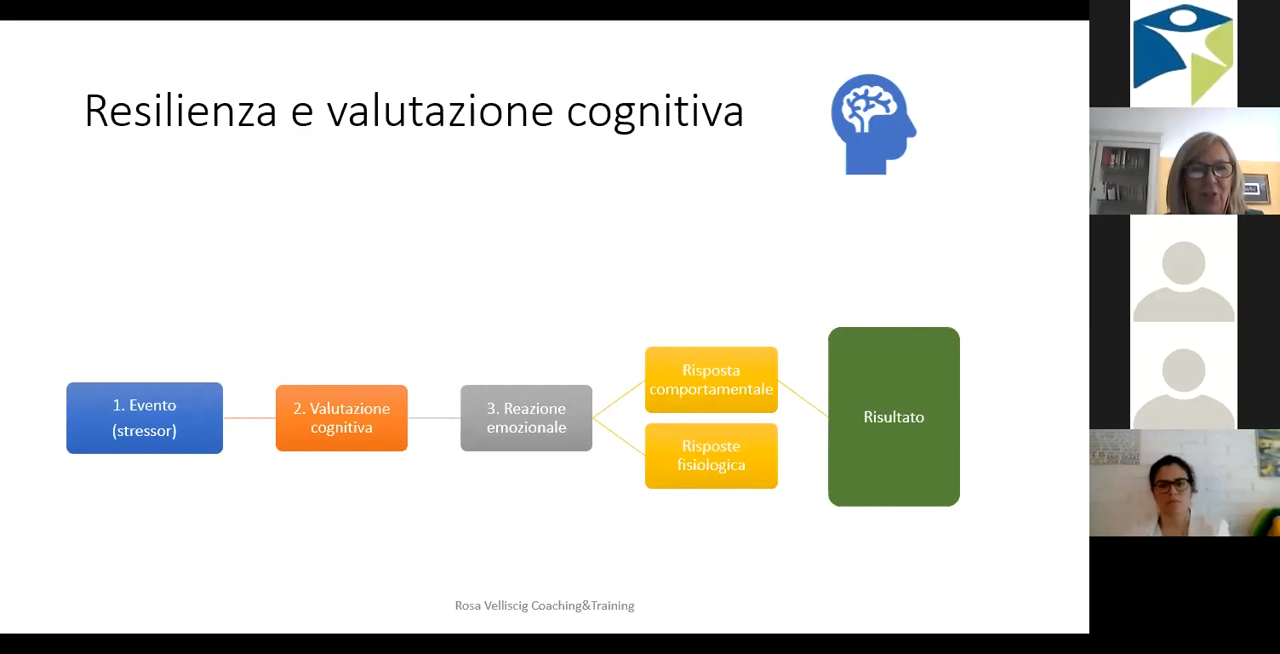 Resilienza e valutazione cognitiva
1. Evento
(stressor)
2. Valutazione
cognitiva
3. Reazione
emozionale
Risposta
comportamentale
Risposte
fisiologica
Risultato
Rosa Velliscig Coaching&Training